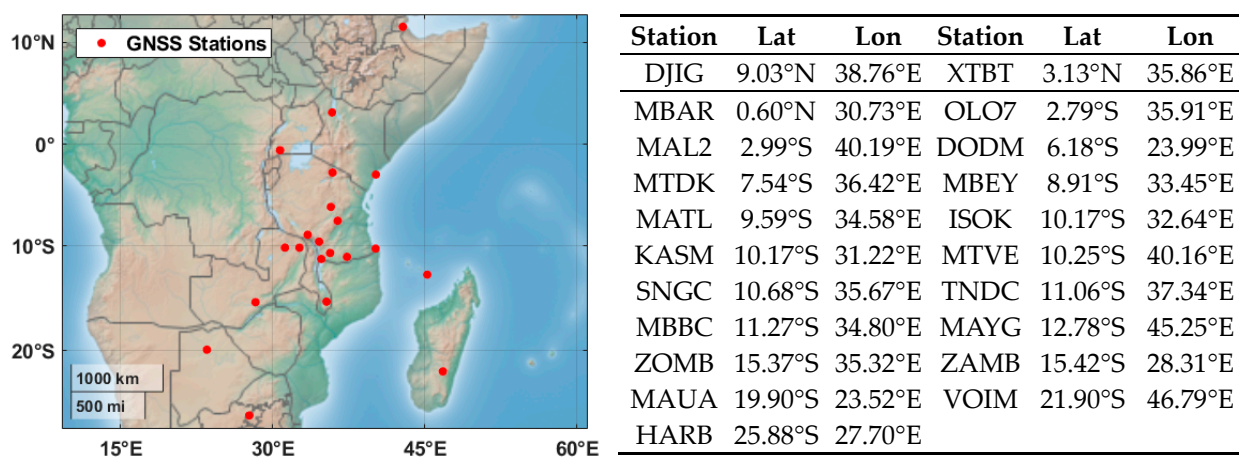 10°N
GNSS Stations
0°
10°S
20°S
1000 km
500 mi
15°E 30°E 45°E 60°E
Station Lat Lon Station Lat Lon
DJIG 9.03°N 38.76°E XTBT 3.13°N 35.86°E
MBAR 0.60°N 30.73°E OLO7 2.79°S 35.91°E
MAL2 2.99°S 40.19°E DODM 6.18°S 23.99°E
MTDK 7.54°S 36.42°E MBEY 8.91°S 33.45°E
MATL 9.59°S 34.58°E ISOK 10.17°S 32.64°E
KASM 10.17°S 31.22°E MTVE 10.25°S 40.16°E
SNGC 10.68°S 35.67°E TNDC 11.06°S 37.34°E
MBBC 11.27°S 34.80°E MAYG 12.78°S 45.25°E
ZOMB 15.37°S 35.32°E ZAMB 15.42°S 28.31°E
MAUA 19.90°S 23.52°E VOIM 21.90°S 46.79°E
HARB 25.88°S 27.70°E